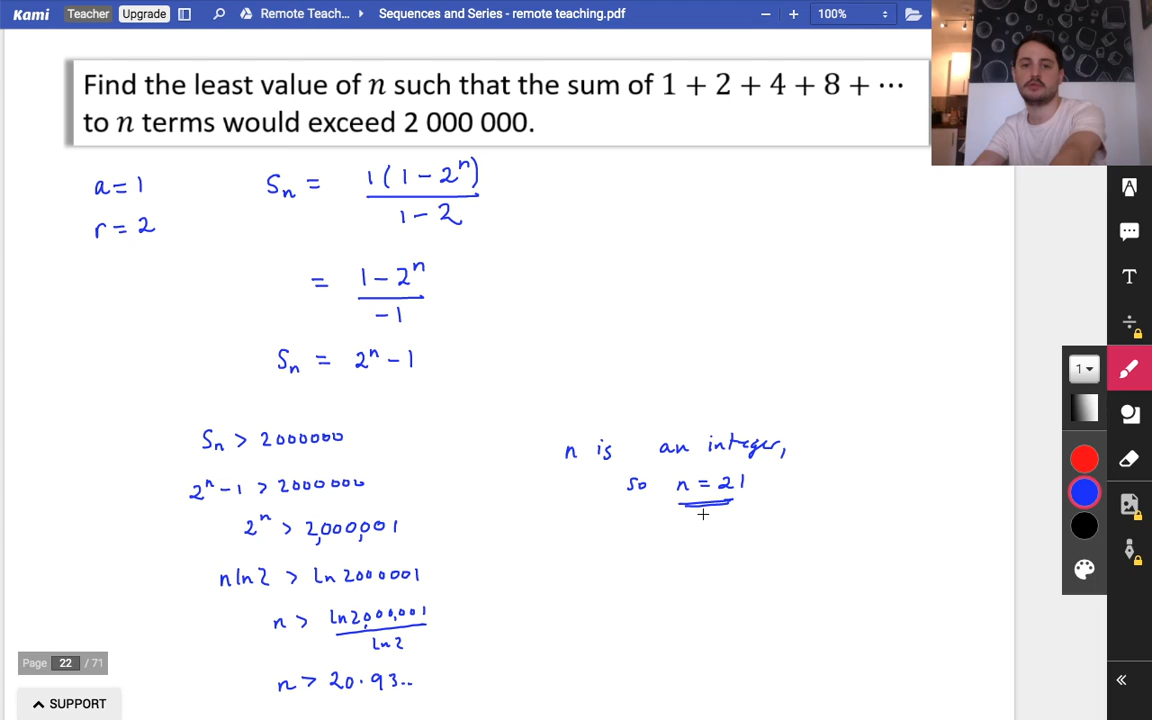 Kami Teacher Upgrade Remote Teach... Sequences and Series - remote teaching.pdf 100%
Find the least value of n such that the sum of 1 + 2 + 4 + 8 + ⋯
to n terms would exceed 2 000 000.
a = 1
r = 2
Sn = 1(1 - 2^n) / 1 - 2
= 1 - 2^n / -1
Sn = 2^n - 1
Sn > 2000000
2^n - 1 > 2000000
2^n > 2,000,001
n ln 2 > ln 2000001
n > ln 2,000,001 / ln 2
n > 20.93..
n is an integer,
so n = 21
1
T
Page 22 / 71
SUPPORT